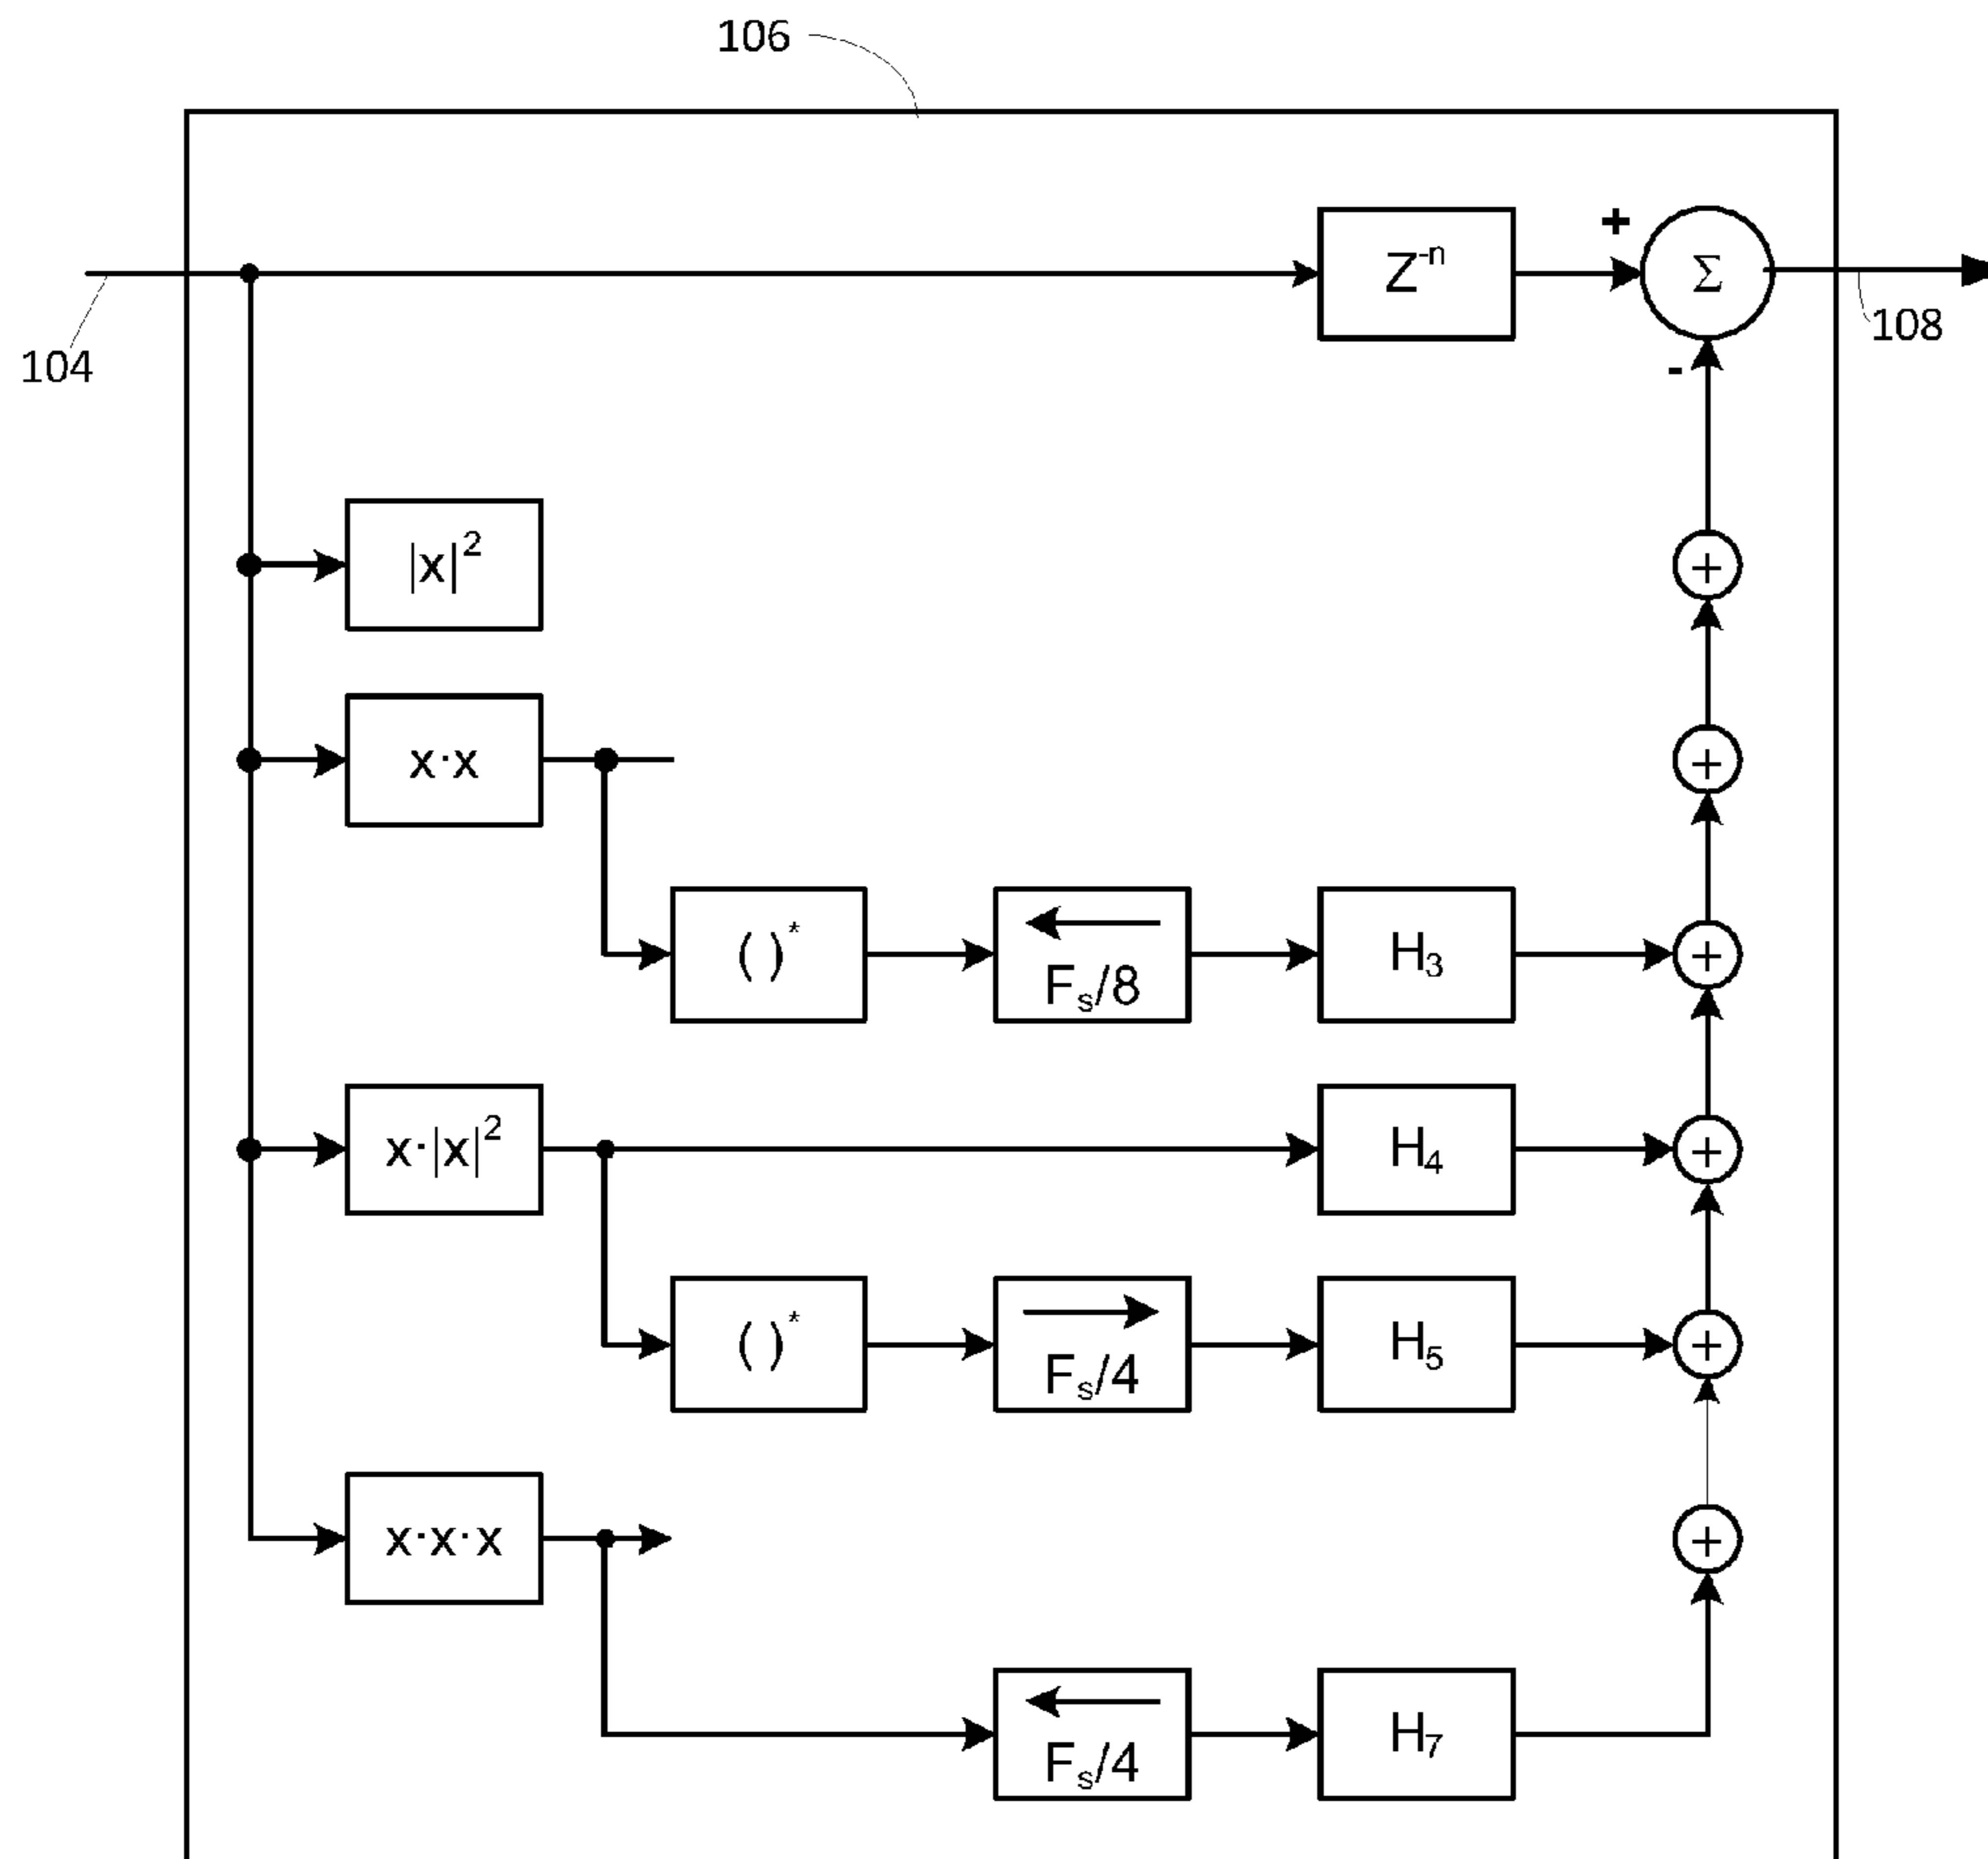 106
104
Z⁻ⁿ
+
Σ
108
-
|x|²
+
x·x
+
( )*
Fₛ/8
H₃
+
x·|x|²
H₄
+
( )*
Fₛ/4
H₅
+
x·x·x
+
Fₛ/4
H₇